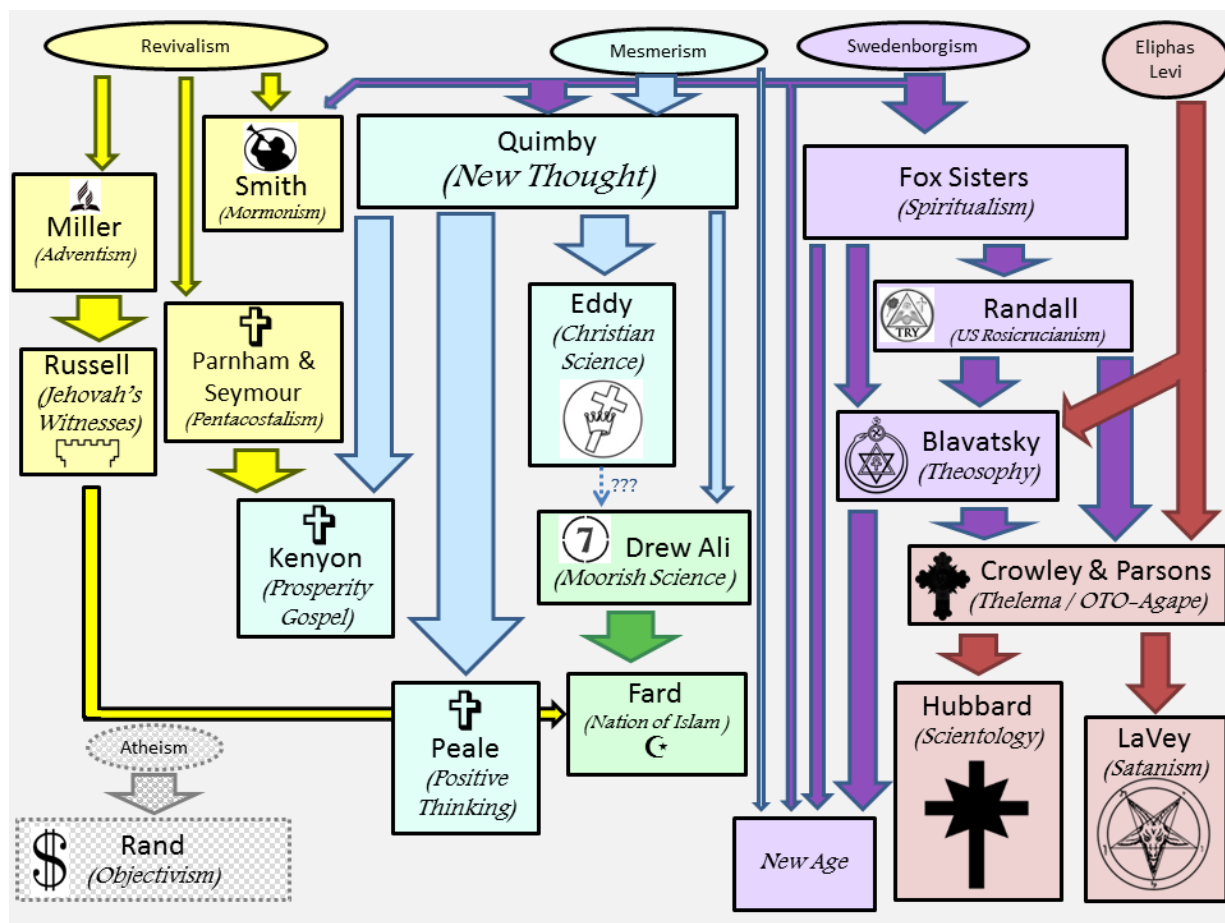 Revivalism
Mesmerism
Swedenborgism
Eliphas
Levi
Smith
(Mormonism)
Quimby
(New Thought)
Fox Sisters
(Spiritualism)
Miller
(Adventism)
Eddy
(Christian
Science)
TRY
Randall
(US Rosicrucianism)
Russell
(Jehovah's
Witnesses)
Parnham &
Seymour
(Pentacostalism)
Blavatsky
(Theosophy)
???
Kenyon
(Prosperity
Gospel)
7
Drew Ali
(Moorish Science)
Crowley & Parsons
(Thelema / OTO-Agape)
Peale
(Positive
Thinking)
Fard
(Nation of Islam)
Hubbard
(Scientology)
LaVey
(Satanism)
Atheism
$
Rand
(Objectivism)
New Age